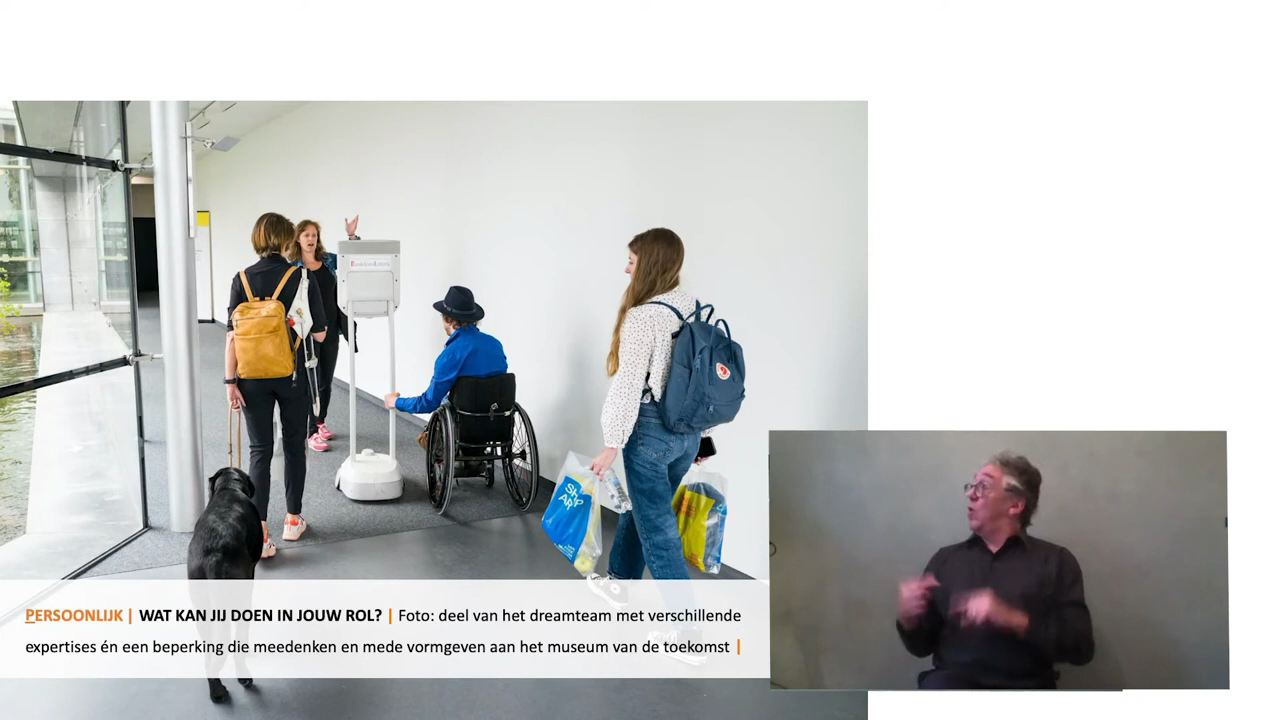 PERSOONLIJK | WAT KAN JIJ DOEN IN JOUW ROL? | Foto: deel van het dreamteam met verschillende
expertises én een beperking die meedenken en mede vormgeven aan het museum van de toekomst |